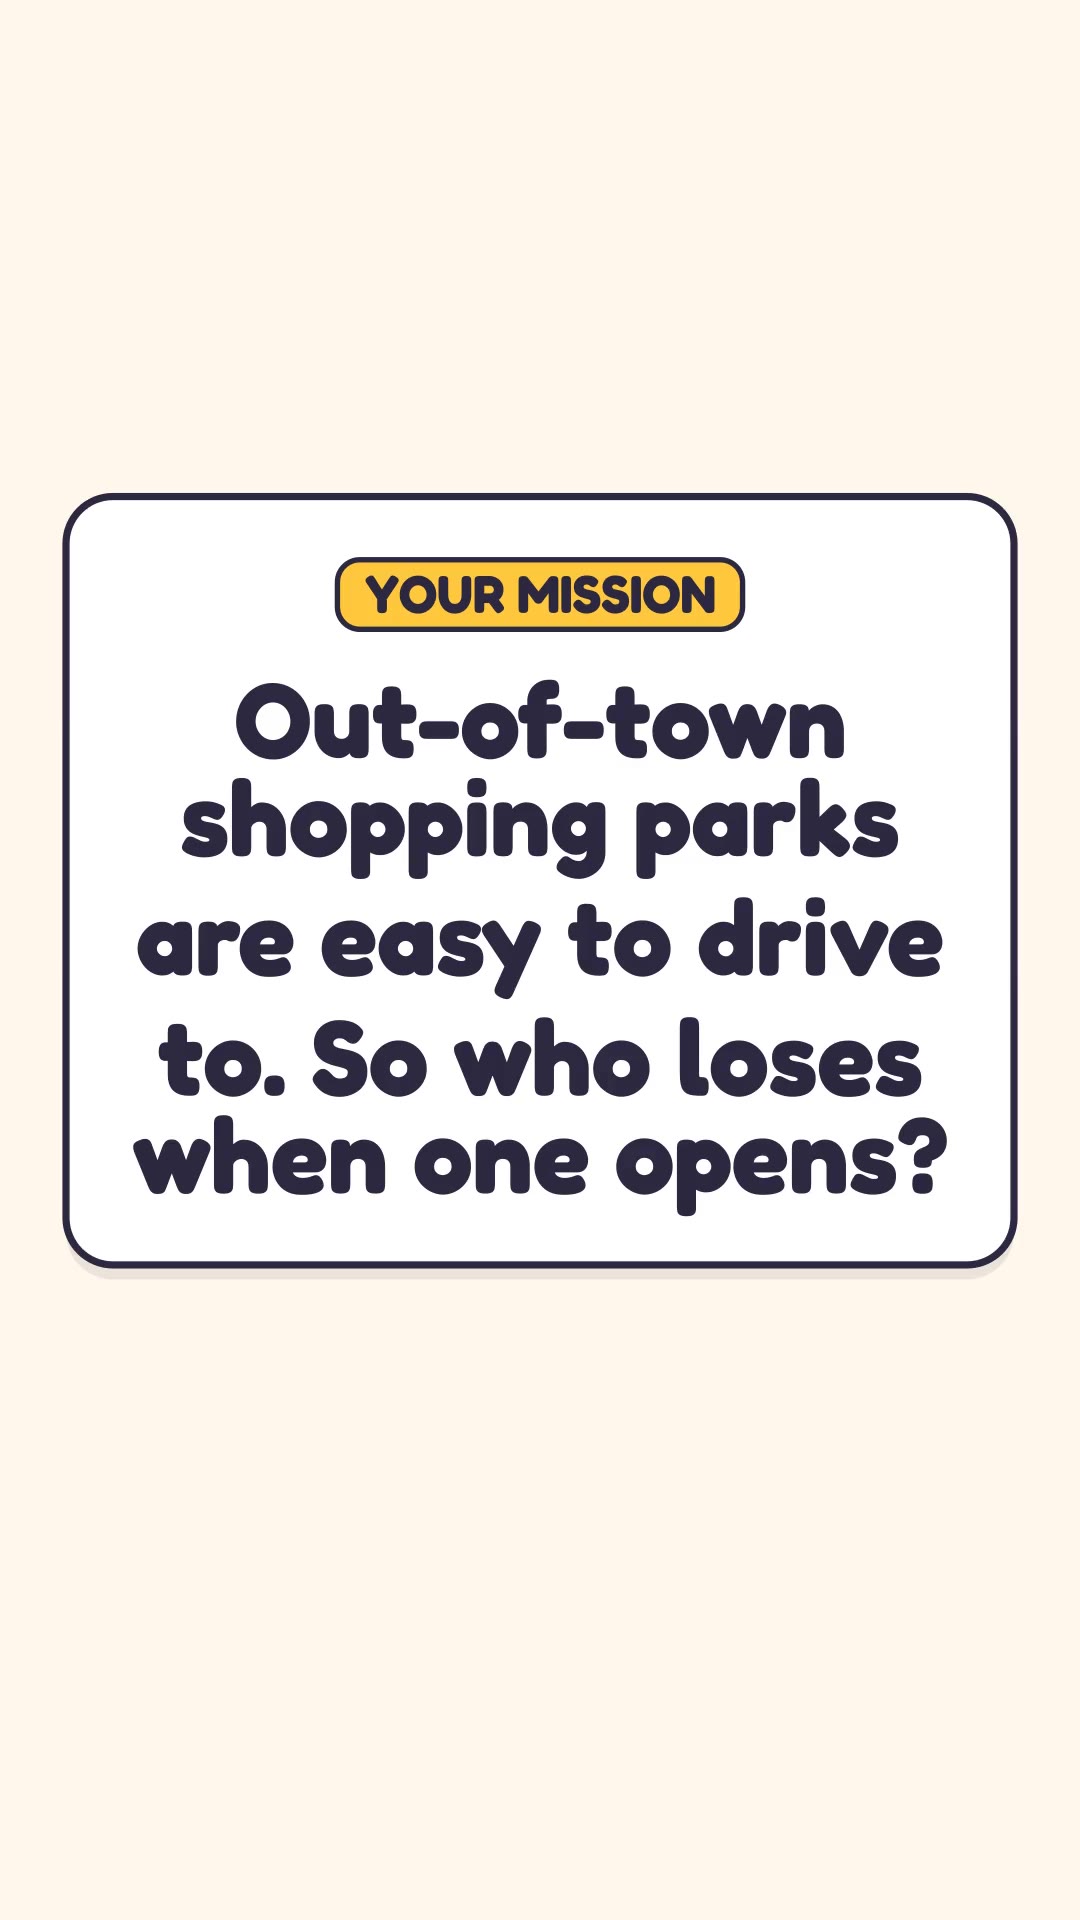 YOUR MISSION
Out-of-town
shopping parks
are easy to drive
to. So who loses
when one opens?